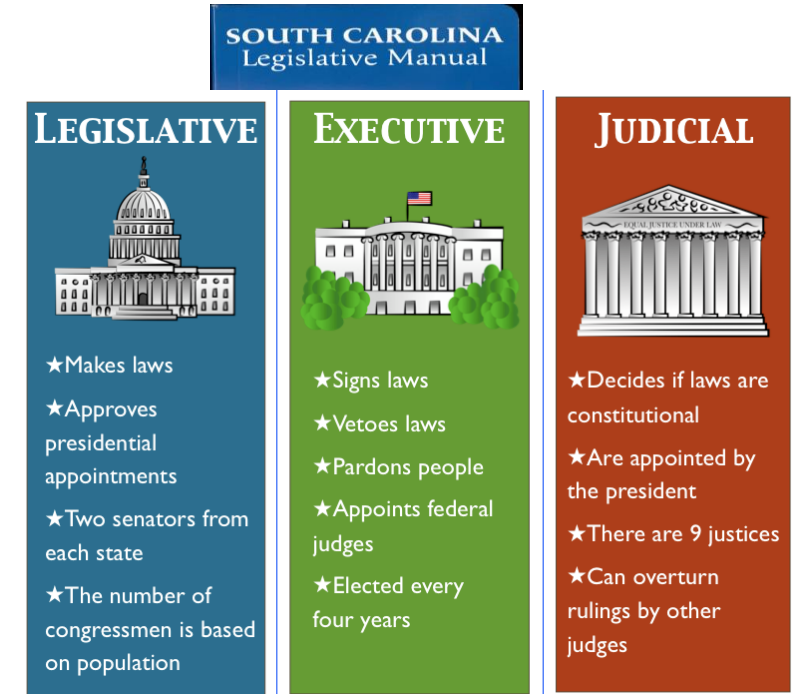 SOUTH CAROLINA
Legislative Manual
LEGISLATIVE
★Makes laws
★Approves
presidential
appointments
★Two senators from
each state
★The number of
congressmen is based
on population
EXECUTIVE
★Signs laws
★Vetoes laws
★Pardons people
★Appoints federal
judges
★Elected every
four years
JUDICIAL
EQUAL JUSTICE UNDER LAW
★Decides if laws are
constitutional
★Are appointed by
the president
★There are 9 justices
★Can overturn
rulings by other
judges